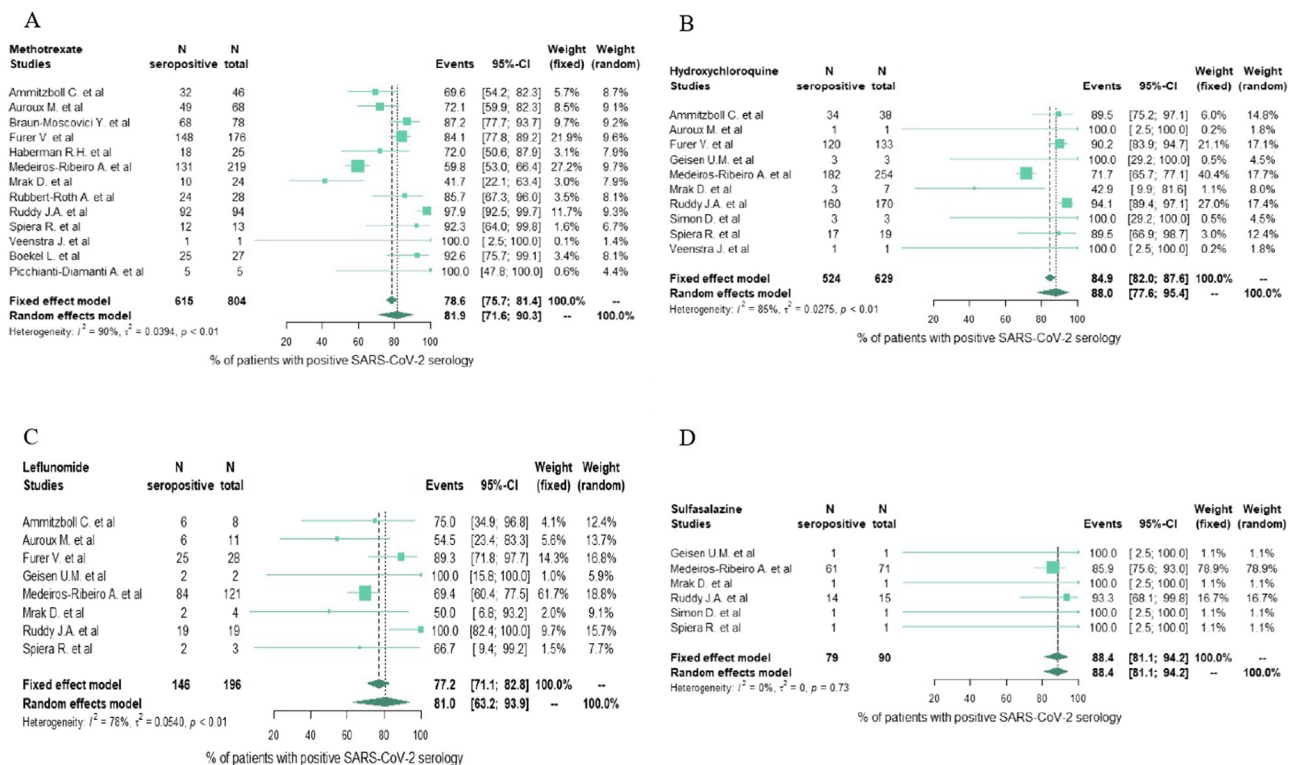 A
Methotrexate N N Weight Weight
Studies seropositive total Events 95%-CI (fixed) (random)
Ammitzboll C. et al 32 46 69.6 [54.2; 82.3] 5.7% 8.7%
Auroux M. et al 49 68 72.1 [59.9; 82.3] 8.5% 9.1%
Braun-Moscovici Y. et al 68 78 87.2 [77.7; 93.7] 9.7% 9.2%
Furer V. et al 148 176 84.1 [77.8; 89.2] 21.9% 9.6%
Haberman R.H. et al 18 25 72.0 [50.6; 87.9] 3.1% 7.9%
Medeiros-Ribeiro A. et al 131 219 59.8 [53.0; 66.4] 27.2% 9.7%
Mrak D. et al 10 24 41.7 [22.1; 63.4] 3.0% 7.9%
Rubbert-Roth A. et al 24 28 85.7 [67.3; 96.0] 3.5% 8.1%
Ruddy J.A. et al 92 94 97.9 [92.5; 99.7] 11.7% 9.3%
Spiera R. et al 12 13 92.3 [64.0; 99.8] 1.6% 6.7%
Veenstra J. et al 1 1 100.0 [ 2.5; 100.0] 0.1% 1.4%
Boekel L. et al 25 27 92.6 [75.7; 99.1] 3.4% 8.1%
Picchianti-Diamanti A. et al 5 5 100.0 [47.8; 100.0] 0.6% 4.4%
Fixed effect model 615 804 78.6 [75.7; 81.4] 100.0% --
Random effects model 81.9 [71.6; 90.3] -- 100.0%
Heterogeneity: I² = 90%, τ² = 0.0394, p < 0.01
20 40 60 80 100
% of patients with positive SARS-CoV-2 serology
B
Hydroxychloroquine N N Weight Weight
Studies seropositive total Events 95%-CI (fixed) (random)
Ammitzboll C. et al 34 38 89.5 [75.2; 97.1] 6.0% 14.8%
Auroux M. et al 1 1 100.0 [ 2.5; 100.0] 0.2% 1.8%
Furer V. et al 120 133 90.2 [83.9; 94.7] 21.1% 17.1%
Geisen U.M. et al 3 3 100.0 [29.2; 100.0] 0.5% 4.5%
Medeiros-Ribeiro A. et al 182 254 71.7 [65.7; 77.1] 40.4% 17.7%
Mrak D. et al 3 7 42.9 [ 9.9; 81.6] 1.1% 8.0%
Ruddy J.A. et al 160 170 94.1 [89.4; 97.1] 27.0% 17.4%
Simon D. et al 3 3 100.0 [29.2; 100.0] 0.5% 4.5%
Spiera R. et al 17 19 89.5 [66.9; 98.7] 3.0% 12.4%
Veenstra J. et al 1 1 100.0 [ 2.5; 100.0] 0.2% 1.8%
Fixed effect model 524 629 84.9 [82.0; 87.6] 100.0% --
Random effects model 88.0 [77.6; 95.4] -- 100.0%
Heterogeneity: I² = 85%, τ² = 0.0275, p < 0.01
20 40 60 80 100
% of patients with positive SARS-CoV-2 serology
C
Leflunomide N N Weight Weight
Studies seropositive total Events 95%-CI (fixed) (random)
Ammitzboll C. et al 6 8 75.0 [34.9; 96.8] 4.1% 12.4%
Auroux M. et al 6 11 54.5 [23.4; 83.3] 5.6% 13.7%
Furer V. et al 25 28 89.3 [71.8; 97.7] 14.3% 16.8%
Geisen U.M. et al 2 2 100.0 [15.8; 100.0] 1.0% 5.9%
Medeiros-Ribeiro A. et al 84 121 69.4 [60.4; 77.5] 61.7% 18.8%
Mrak D. et al 2 4 50.0 [ 6.8; 93.2] 2.0% 9.1%
Ruddy J.A. et al 19 19 100.0 [82.4; 100.0] 9.7% 15.7%
Spiera R. et al 2 3 66.7 [ 9.4; 99.2] 1.5% 7.7%
Fixed effect model 146 196 77.2 [71.1; 82.8] 100.0% --
Random effects model 81.0 [63.2; 93.9] -- 100.0%
Heterogeneity: I² = 78%, τ² = 0.0540, p < 0.01
20 40 60 80 100
% of patients with positive SARS-CoV-2 serology
D
Sulfasalazine N N Weight Weight
Studies seropositive total Events 95%-CI (fixed) (random)
Geisen U.M. et al 1 1 100.0 [ 2.5; 100.0] 1.1% 1.1%
Medeiros-Ribeiro A. et al 61 71 85.9 [75.6; 93.0] 78.9% 78.9%
Mrak D. et al 1 1 100.0 [ 2.5; 100.0] 1.1% 1.1%
Ruddy J.A. et al 14 15 93.3 [68.1; 99.8] 16.7% 16.7%
Simon D. et al 1 1 100.0 [ 2.5; 100.0] 1.1% 1.1%
Spiera R. et al 1 1 100.0 [ 2.5; 100.0] 1.1% 1.1%
Fixed effect model 79 90 88.4 [81.1; 94.2] 100.0% --
Random effects model 88.4 [81.1; 94.2] -- 100.0%
Heterogeneity: I² = 0%, τ² = 0, p = 0.73
20 40 60 80 100
% of patients with positive SARS-CoV-2 serology